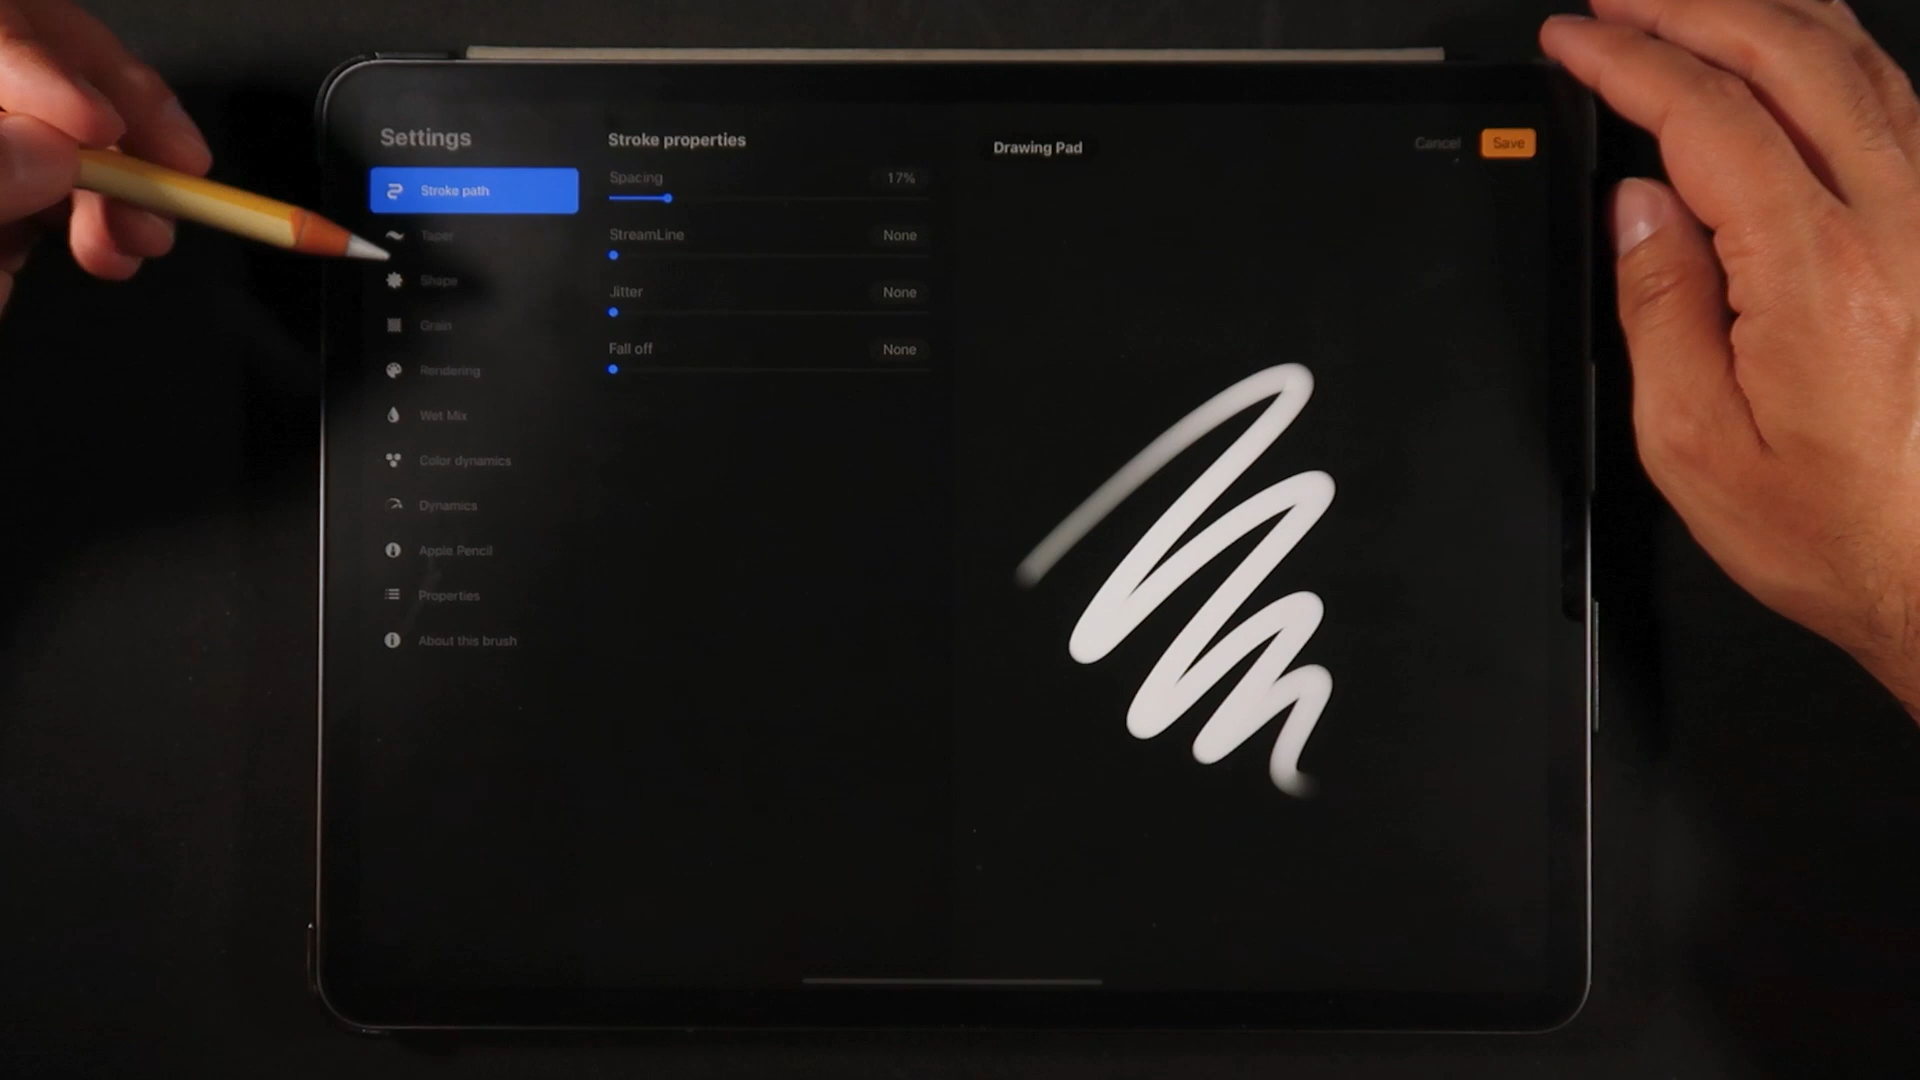 Settings
Stroke path
Taper
Shape
Grain
Rendering
Wet Mix
Color dynamics
Dynamics
Apple Pencil
Properties
About this brush
Stroke properties
Spacing 17%
StreamLine None
Jitter None
Fall off None
Drawing Pad
Cancel
Save